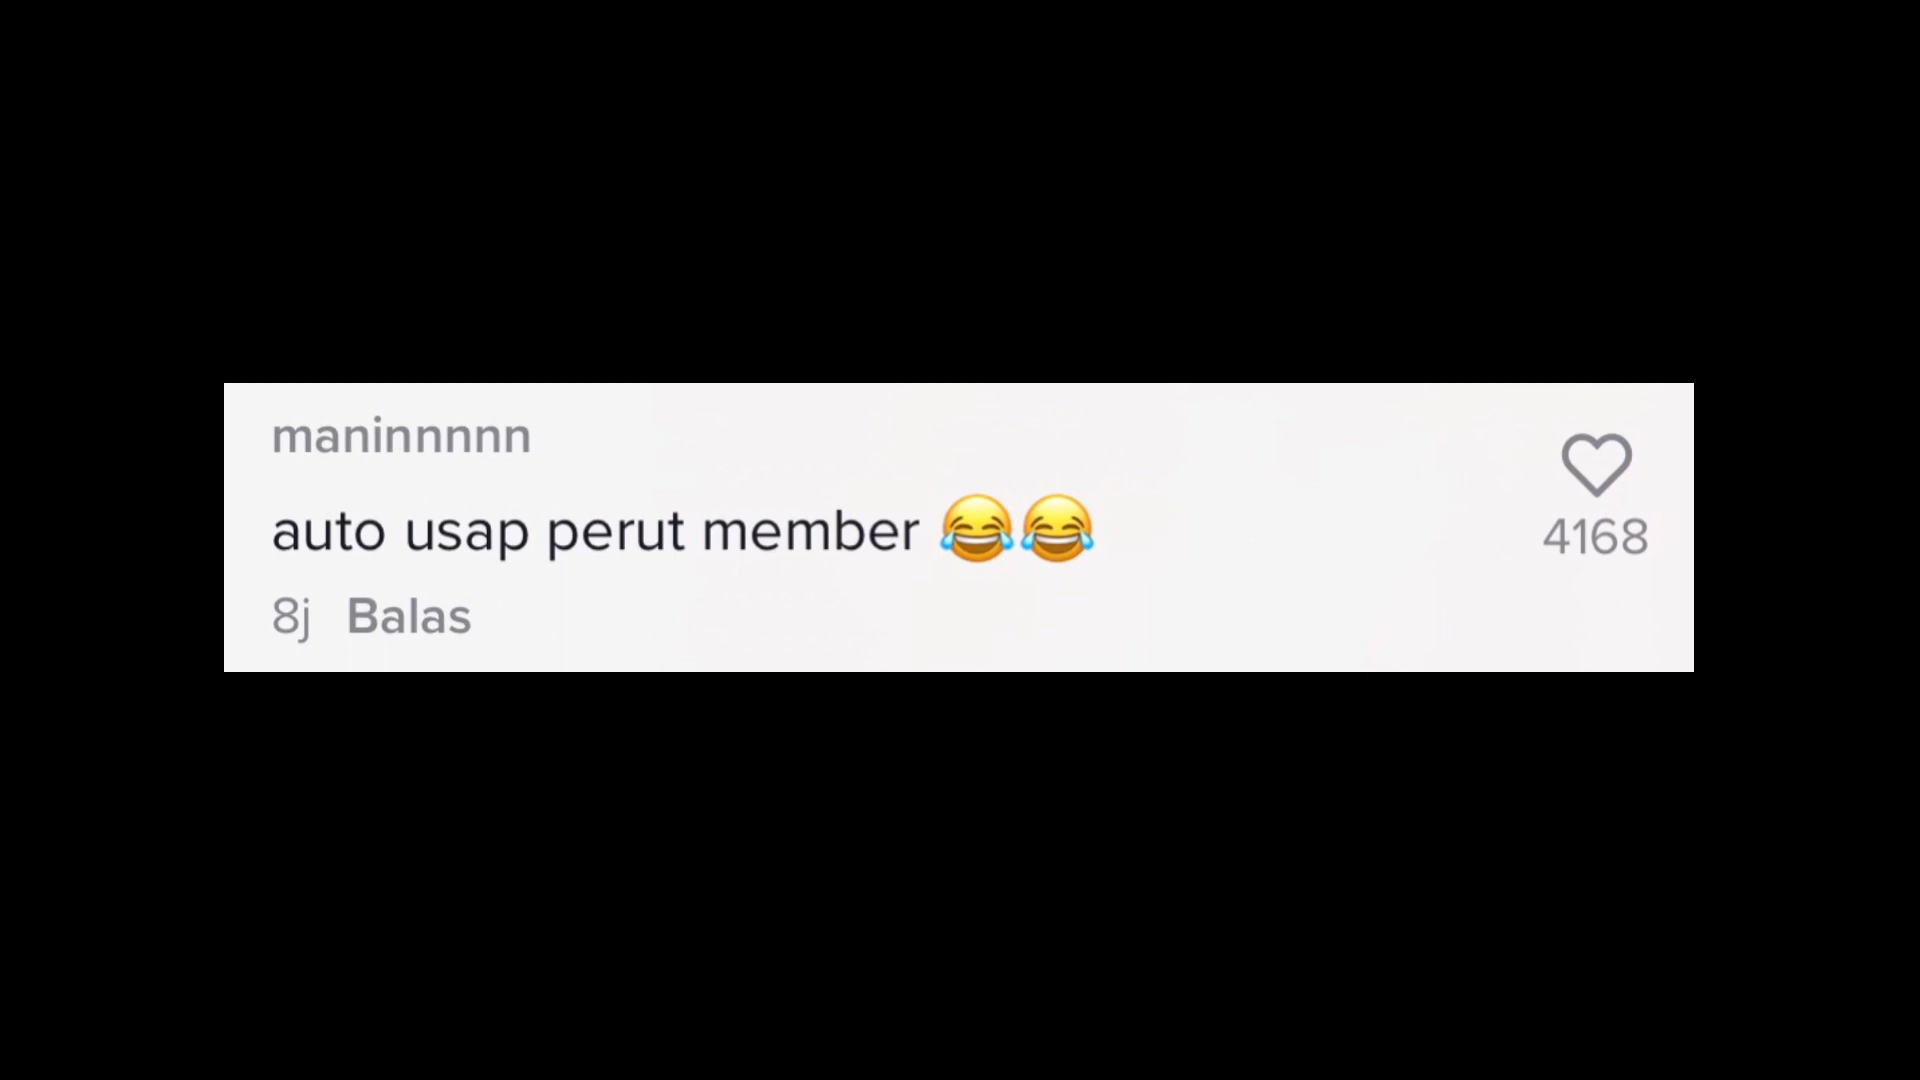 maninnnnn
auto usap perut member 😂😂
4168
8j Balas